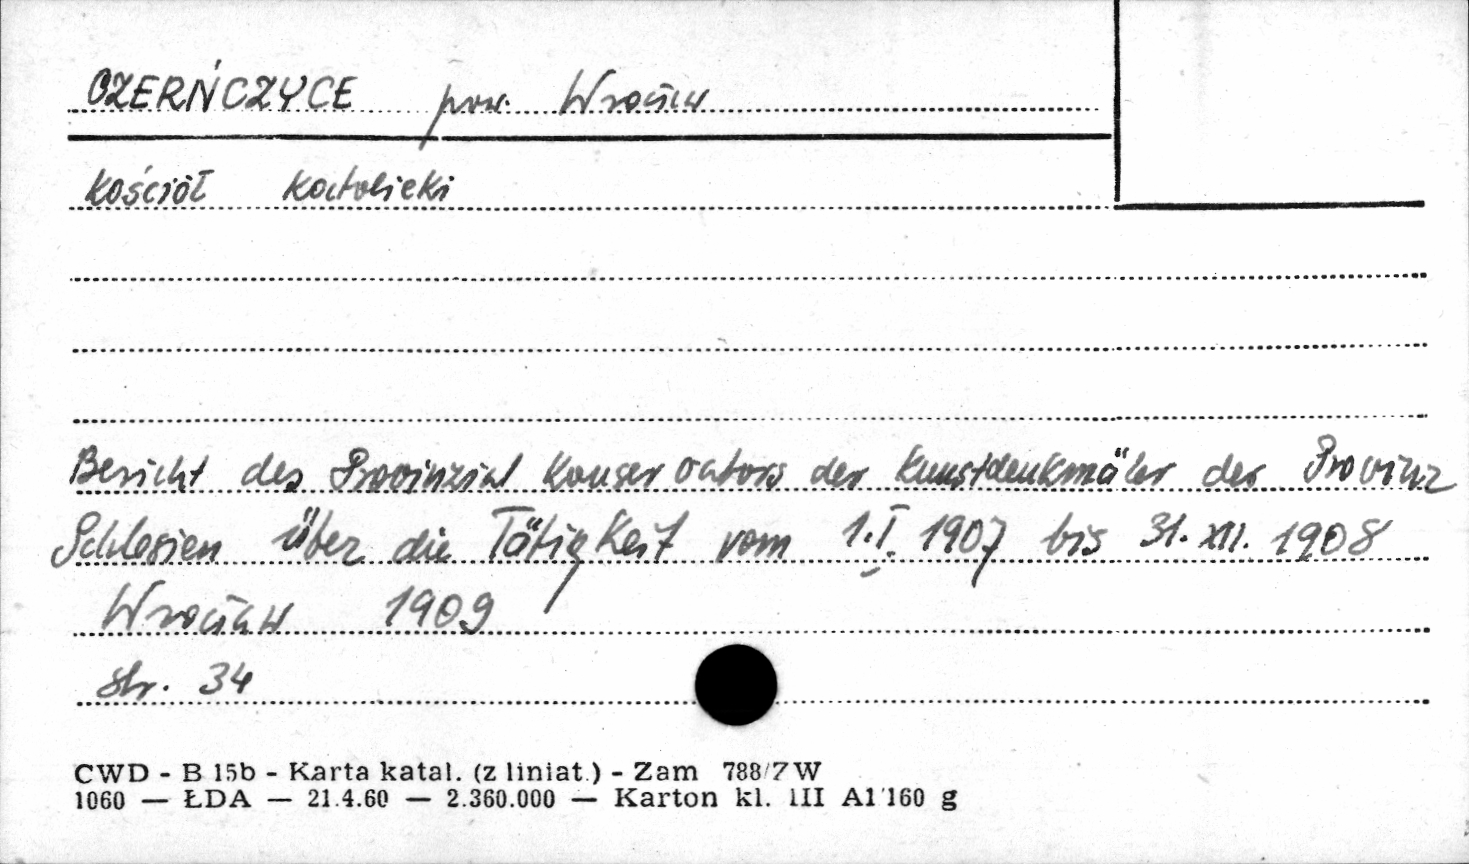 CZERŃCZYCE pow. Wrocław
Kościół Katolicki
Bericht des Provinzial Konservators der Kunstdenkmäler der Provinz
Schlesien über die Tätigkeit vom 1.I. 1907 bis 31. XII. 1908
Wrocław 1909
str. 34
CWD - B 15b - Karta katal. (z liniat.) - Zam 788/ZW
1060 — ŁDA — 21.4.60 — 2.360.000 — Karton kl. III A1 160 g